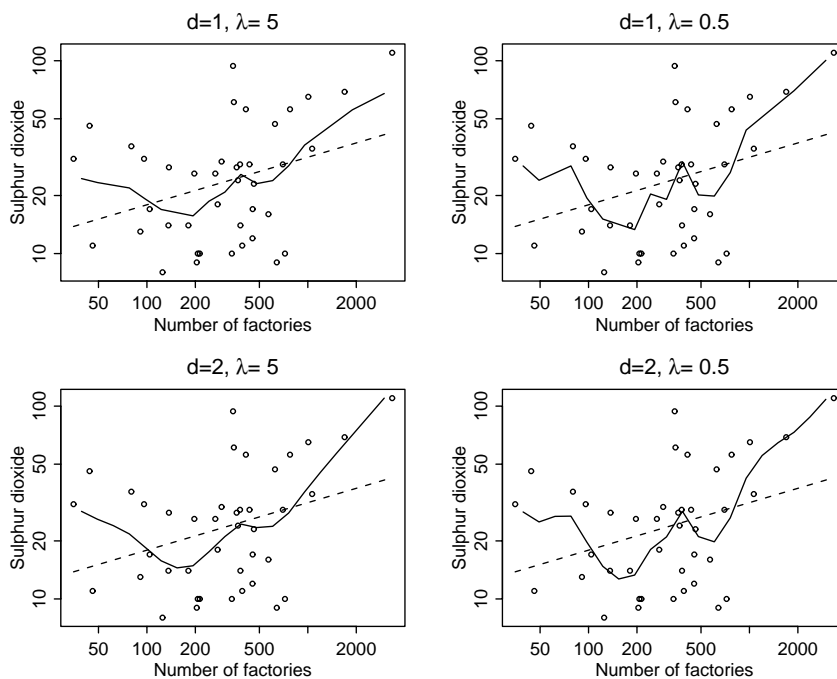 d=1, λ= 5
Sulphur dioxide
100
50
20
10
50 100 200 500 2000
Number of factories
d=1, λ= 0.5
Sulphur dioxide
100
50
20
10
50 100 200 500 2000
Number of factories
d=2, λ= 5
Sulphur dioxide
100
50
20
10
50 100 200 500 2000
Number of factories
d=2, λ= 0.5
Sulphur dioxide
100
50
20
10
50 100 200 500 2000
Number of factories